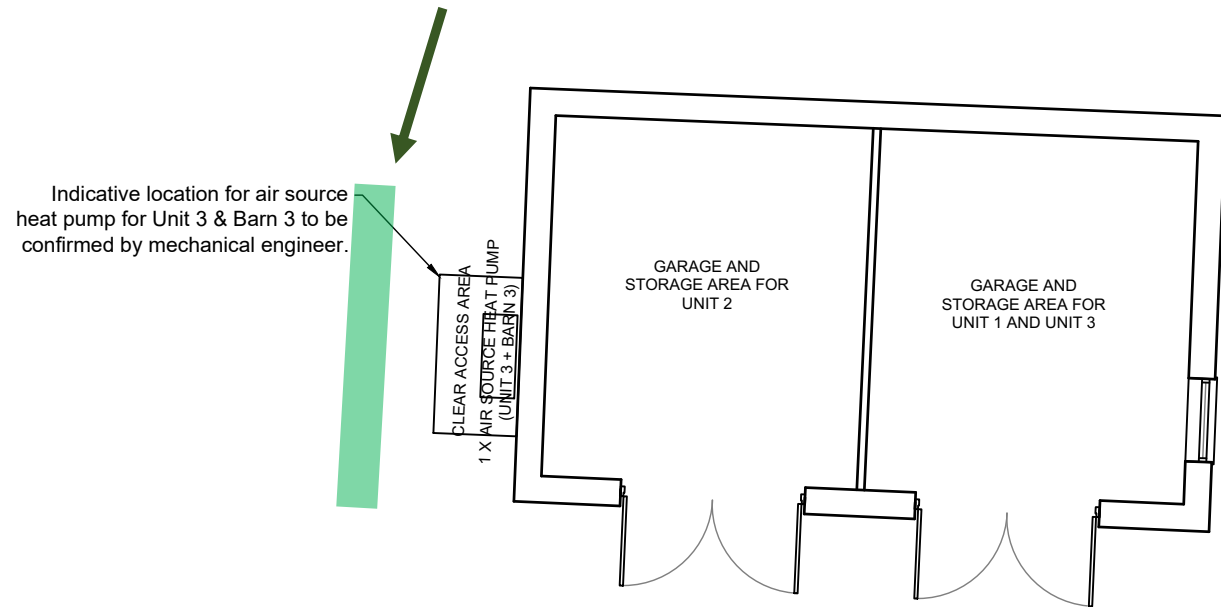 Indicative location for air source
heat pump for Unit 3 & Barn 3 to be
confirmed by mechanical engineer.
CLEAR ACCESS AREA
1 X AIR SOURCE HEAT PUMP
(UNIT 3 + BARN 3)
GARAGE AND
STORAGE AREA FOR
UNIT 2
GARAGE AND
STORAGE AREA FOR
UNIT 1 AND UNIT 3